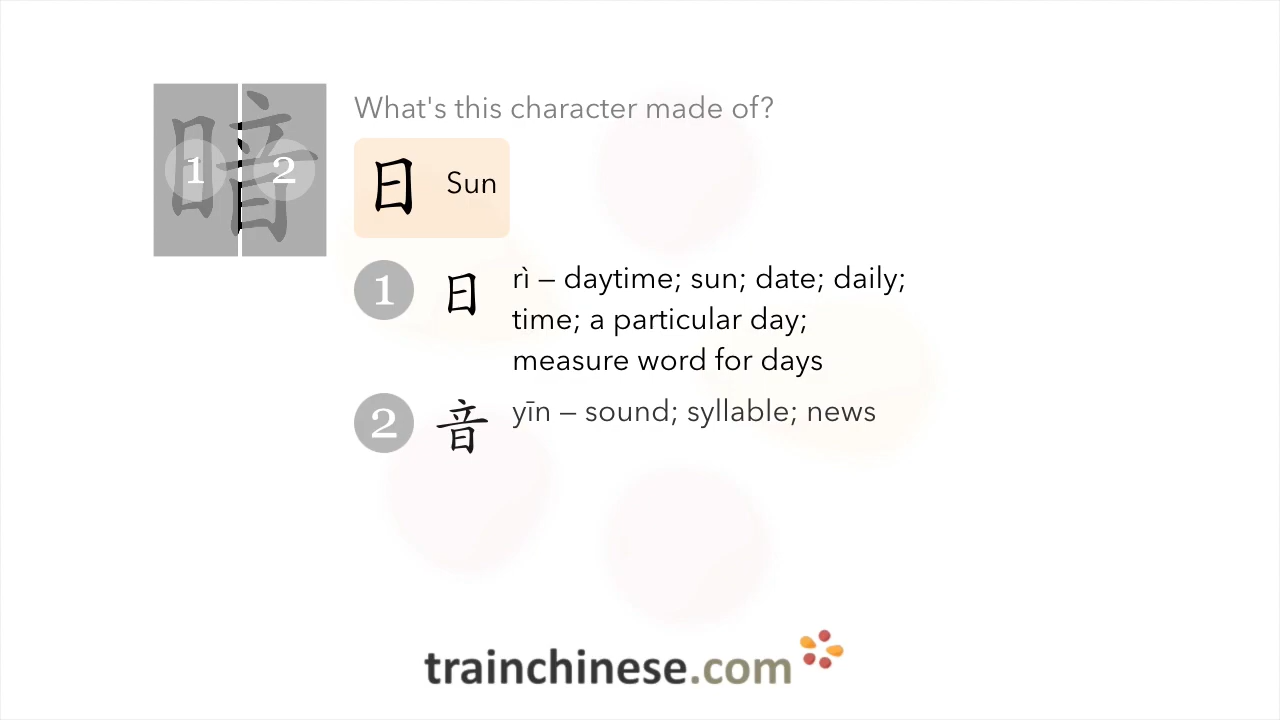 暗
1 2
What's this character made of?
日 Sun
1 日 rì – daytime; sun; date; daily;
time; a particular day;
measure word for days
2 音 yīn – sound; syllable; news
trainchinese.com